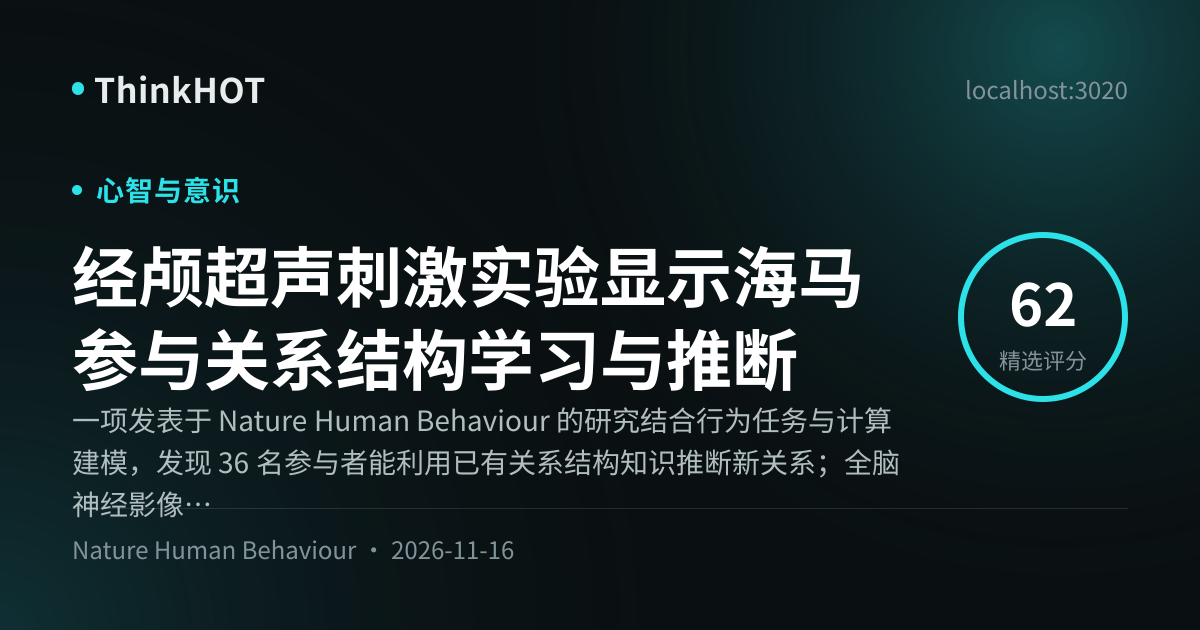 ThinkHOT
localhost:3020
心智与意识
经颅超声刺激实验显示海马
参与关系结构学习与推断
62
精选评分
一项发表于 Nature Human Behaviour 的研究结合行为任务与计算
建模，发现 36 名参与者能利用已有关系结构知识推断新关系；全脑
神经影像…
Nature Human Behaviour • 2026-11-16